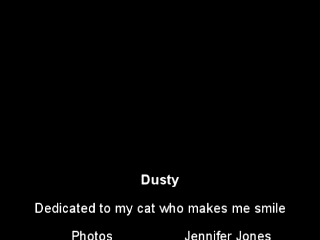 Dusty
Dedicated to my cat who makes me smile
Photos Jennifer Jones